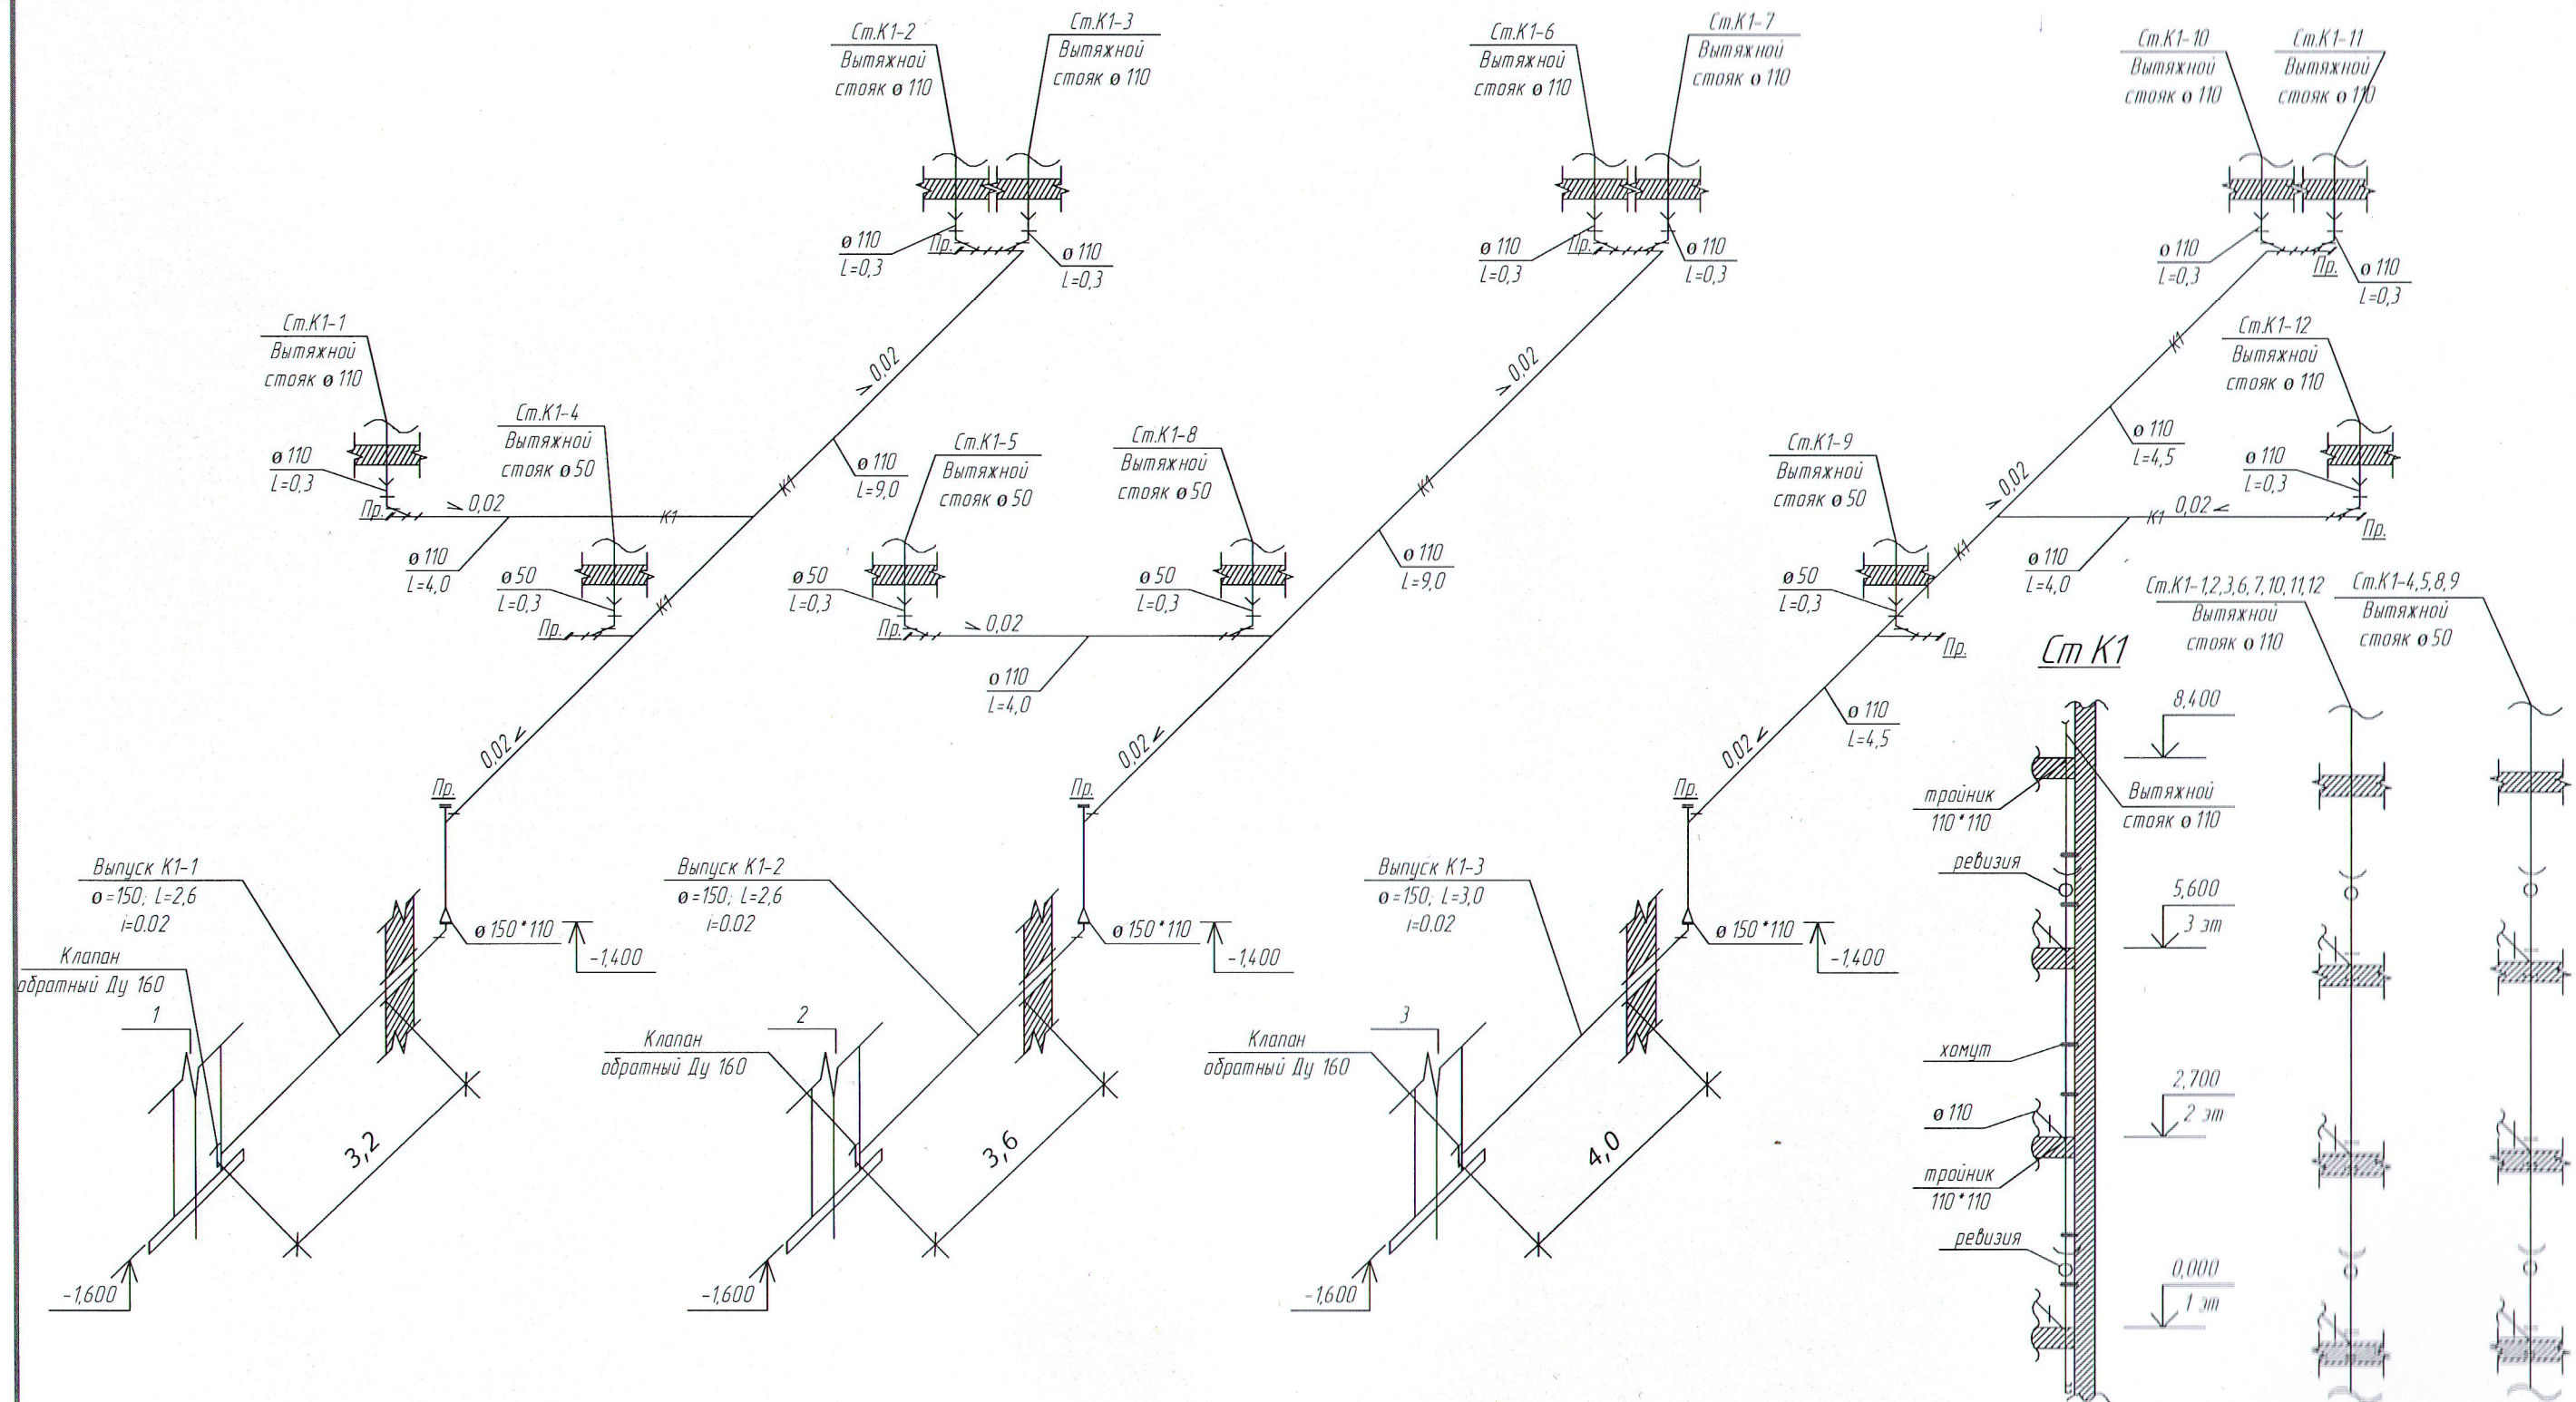 Ст.К1-2
Вытяжной
стояк ø 110
Ст.К1-3
Вытяжной
стояк ø 110
ø 110
L=0,3
Пр.
ø 110
L=0,3
Ст.К1-6
Вытяжной
стояк ø 110
Ст.К1-7
Вытяжной
стояк ø 110
ø 110
L=0,3
Пр.
ø 110
L=0,3
Ст.К1-10
Вытяжной
стояк ø 110
Ст.К1-11
Вытяжной
стояк ø 110
ø 110
L=0,3
Пр.
ø 110
L=0,3
Ст.К1-1
Вытяжной
стояк ø 110
ø 110
L=0,3
Пр.
0,02
К1
ø 110
L=4,0
Ст.К1-4
Вытяжной
стояк ø 50
ø 50
L=0,3
Пр.
0,02
К1
ø 110
L=9,0
К1
0,02
Пр.
Ст.К1-5
Вытяжной
стояк ø 50
ø 50
L=0,3
Пр.
0,02
ø 110
L=4,0
Ст.К1-8
Вытяжной
стояк ø 50
ø 50
L=0,3
0,02
К1
ø 110
L=9,0
0,02
Пр.
Ст.К1-9
Вытяжной
стояк ø 50
ø 50
L=0,3
Пр.
К1
ø 110
L=4,5
0,02
К1
Ст.К1-12
Вытяжной
стояк ø 110
ø 110
L=0,3
Пр.
К1
0,02
ø 110
L=4,0
ø 110
L=4,5
0,02
Пр.
Выпуск К1-1
ø=150; L=2,6
i=0.02
Клапан
обратный Ду 160
1
ø 150*110
-1,400
3,2
-1,600
Выпуск К1-2
ø=150; L=2,6
i=0.02
Клапан
обратный Ду 160
2
ø 150*110
-1,400
3,6
-1,600
Выпуск К1-3
ø=150; L=3,0
i=0.02
Клапан
обратный Ду 160
3
ø 150*110
-1,400
4,0
-1,600
Ст К1
Ст.К1-1,2,3,6,7,10,11,12
Вытяжной
стояк ø 110
Ст.К1-4,5,8,9
Вытяжной
стояк ø 50
8,400
тройник
110*110
Вытяжной
стояк ø 110
ревизия
5,600
3 эт
хомут
2,700
2 эт
ø 110
тройник
110*110
ревизия
0,000
1 эт